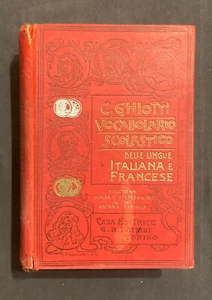 C. GHIOTTI
VOCABOLARIO
SCOLASTICO
DELLE LINGUE
ITALIANA E
FRANCESE
CASA EDITRICE
TORINO